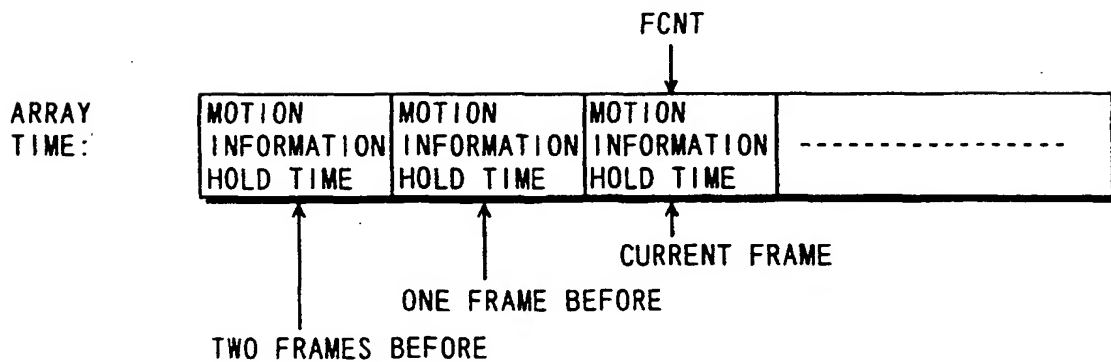 FCNT
ARRAY
TIME:
MOTION
INFORMATION
HOLD TIME
MOTION
INFORMATION
HOLD TIME
MOTION
INFORMATION
HOLD TIME
CURRENT FRAME
ONE FRAME BEFORE
TWO FRAMES BEFORE